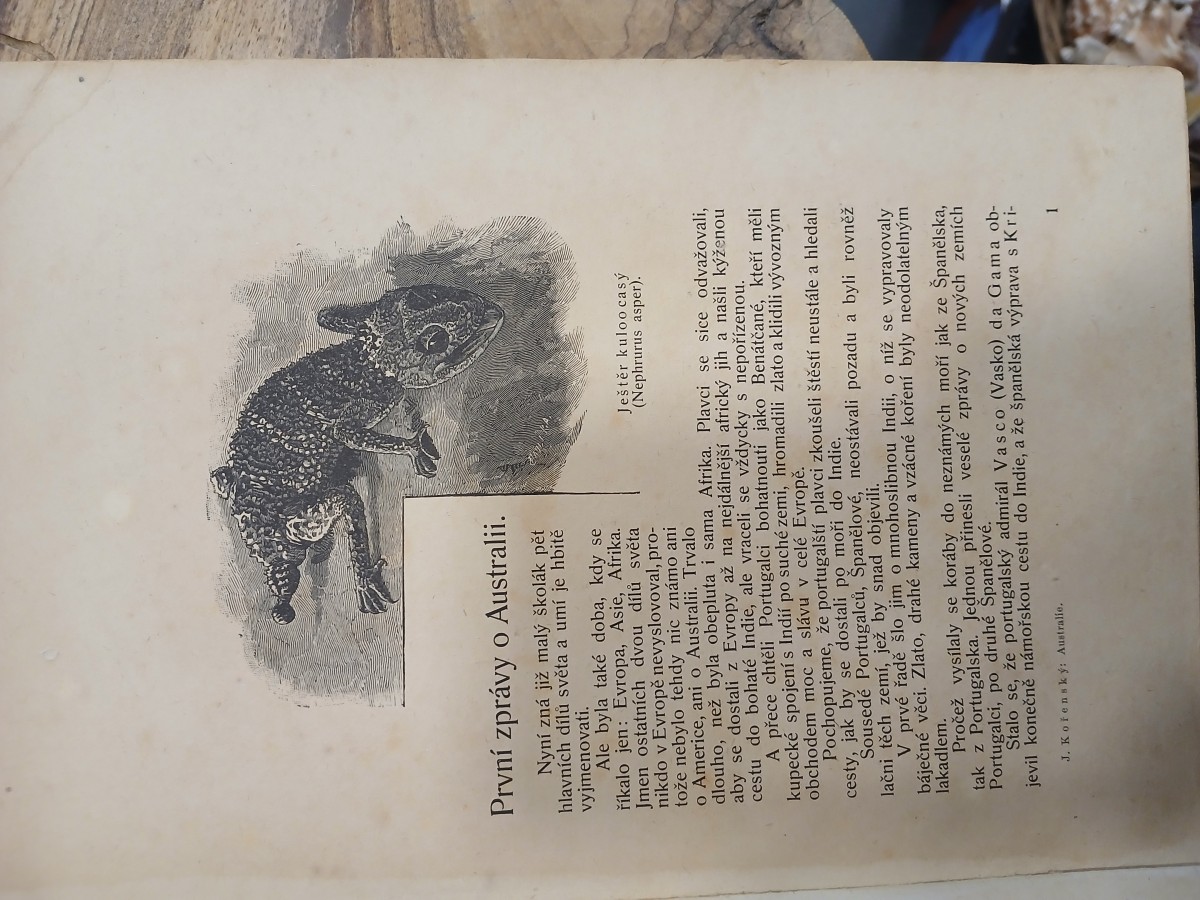 Ještěr kuloocasý
(Nephrurus asper).
První zprávy o Australii.
Nyní zná již malý školák pět
hlavních dílů světa a umí je hbitě
vyjmenovati.
Ale byla také doba, kdy se
říkalo jen: Evropa, Asie, Afrika.
Jmen ostatních dvou dílů světa
nikdo v Evropě nevyslovoval, pro-
tože nebylo tehdy nic známo ani
o Americe, ani o Australii. Trvalo
dlouho, než byla obepluta i sama Afrika. Plavci se sice odvažovali,
aby se dostali z Evropy až na nejdálnější africký jih a našli kýženou
cestu do bohaté Indie, ale vraceli se vždycky s nepořízenou.
A přece chtěli Portugalci bohatnouti jako Benátčané, kteří měli
kupecké spojení s Indií po suché zemi, hromadili zlato a klidili vývozným
obchodem moc a slávu v celé Evropě.
Pochopujeme, že portugalští plavci zkoušeli štěstí neustále a hledali
cesty, jak by se dostali po moři do Indie.
Sousedé Portugalců, Španělové, neostávali pozadu a byli rovněž
lačni těch zemí, jež by snad objevili.
V prvé řadě šlo jim o mnohoslibnou Indii, o níž se vypravovaly
báječné věci. Zlato, drahé kameny a vzácné koření byly neodolatelným
lakadlem.
Pročež vysílaly se koráby do neznámých moří jak ze Španělska,
tak z Portugalska. Jednou přinesli veselé zprávy o nových zemích
Portugalci, po druhé Španělové.
Stalo se, že portugalský admirál Vasco (Vasko) da Gama ob-
jevil konečně námořskou cestu do Indie, a že španělská výprava s Kri-
J. Kořenský: Australie.
1